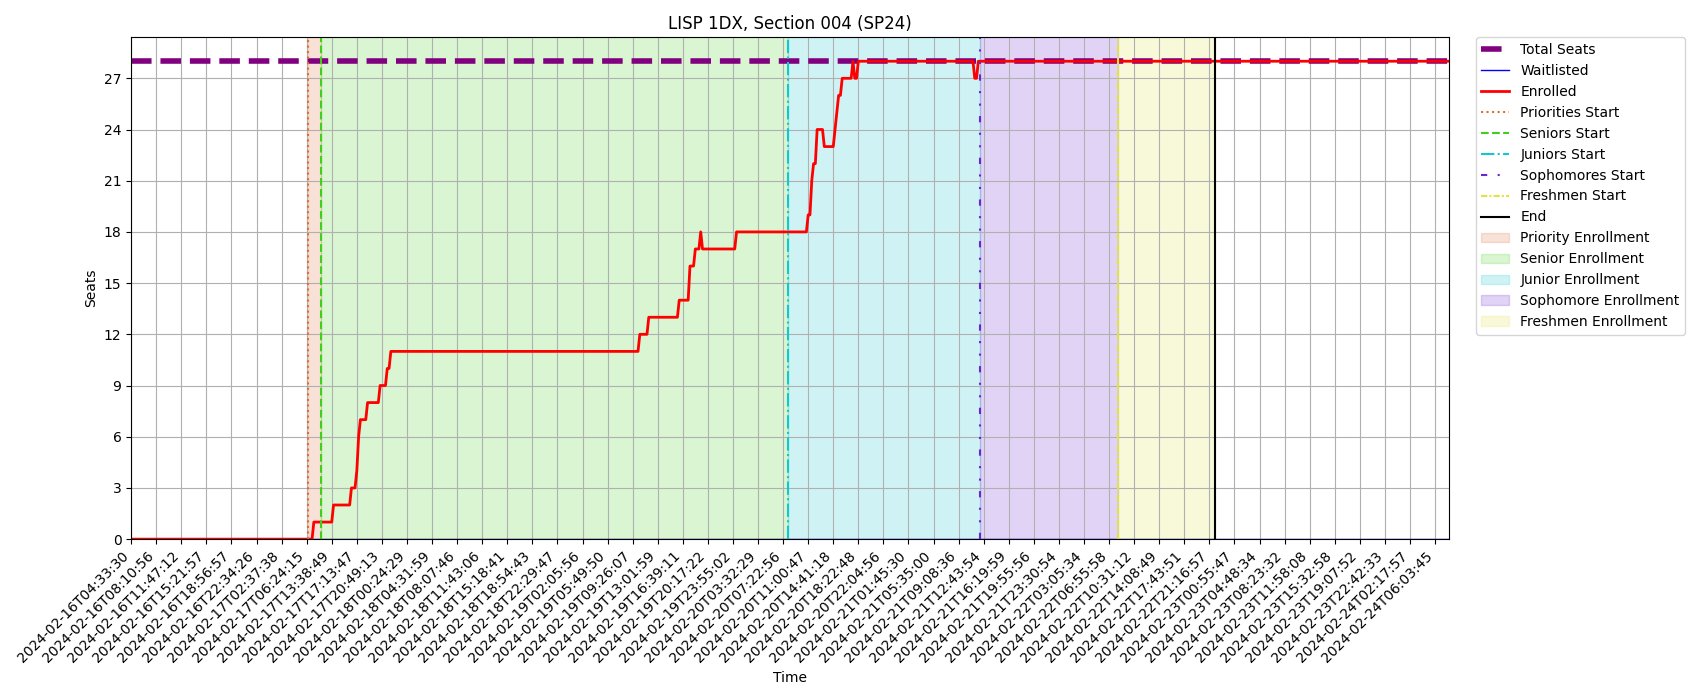 LISP 1DX, Section 004 (SP24)
Seats
27
24
21
18
15
12
9
6
3
0
2024-02-16T04:33:30
2024-02-16T08:10:56
2024-02-16T11:47:12
2024-02-16T15:21:57
2024-02-16T18:56:57
2024-02-16T22:34:26
2024-02-17T02:37:38
2024-02-17T06:24:15
2024-02-17T13:38:49
2024-02-17T17:13:47
2024-02-17T20:49:13
2024-02-18T00:24:29
2024-02-18T04:31:59
2024-02-18T08:07:46
2024-02-18T11:43:06
2024-02-18T15:18:41
2024-02-18T18:54:43
2024-02-18T22:29:47
2024-02-19T02:05:56
2024-02-19T05:49:50
2024-02-19T09:26:07
2024-02-19T13:01:59
2024-02-19T16:39:11
2024-02-19T20:17:22
2024-02-19T23:55:02
2024-02-20T03:32:29
2024-02-20T07:22:56
2024-02-20T11:00:47
2024-02-20T14:41:18
2024-02-20T18:22:48
2024-02-20T22:04:56
2024-02-21T01:45:30
2024-02-21T05:35:00
2024-02-21T09:08:36
2024-02-21T12:43:54
2024-02-21T16:19:59
2024-02-21T19:55:56
2024-02-21T23:30:54
2024-02-22T03:05:34
2024-02-22T06:55:58
2024-02-22T10:31:12
2024-02-22T14:08:49
2024-02-22T17:43:51
2024-02-22T21:16:57
2024-02-23T00:55:47
2024-02-23T04:48:34
2024-02-23T08:23:32
2024-02-23T11:58:08
2024-02-23T15:32:58
2024-02-23T19:07:52
2024-02-23T22:42:33
2024-02-24T02:17:57
2024-02-24T06:03:45
Time
Total Seats
Waitlisted
Enrolled
Priorities Start
Seniors Start
Juniors Start
Sophomores Start
Freshmen Start
End
Priority Enrollment
Senior Enrollment
Junior Enrollment
Sophomore Enrollment
Freshmen Enrollment